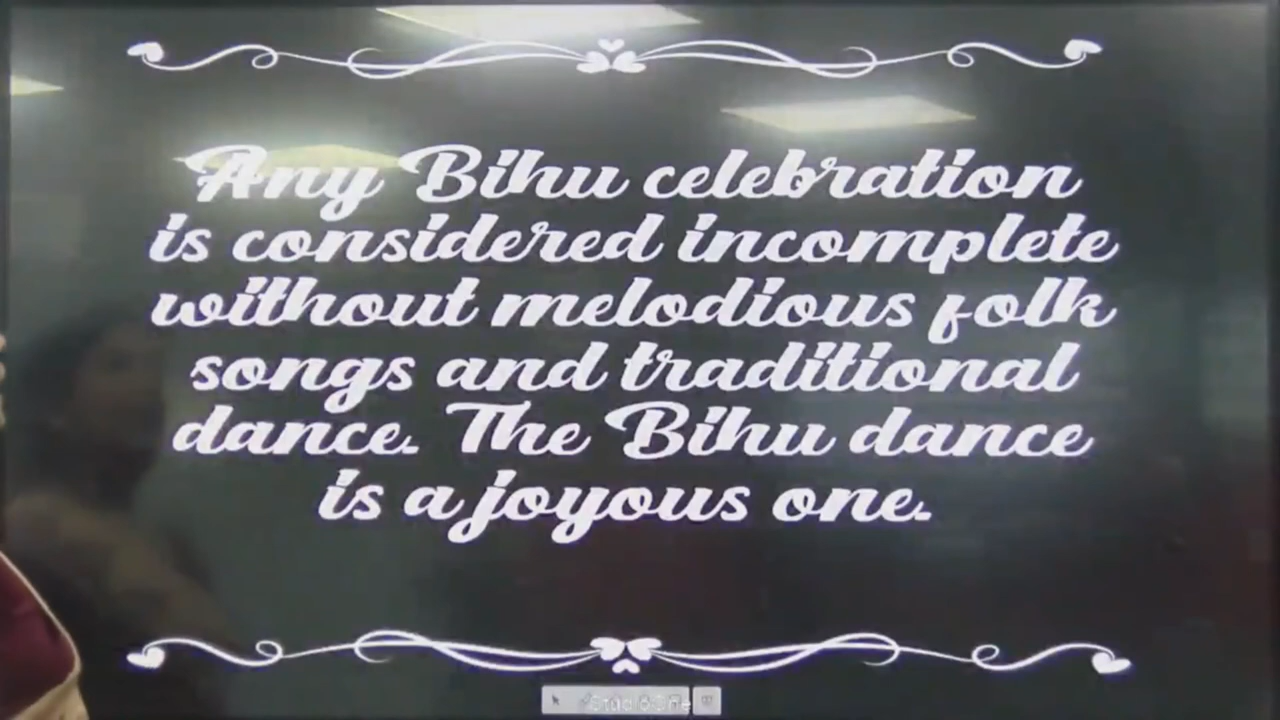 Any Bihu celebration
is considered incomplete
without melodious folk
songs and traditional
dance. The Bihu dance
is a joyous one.